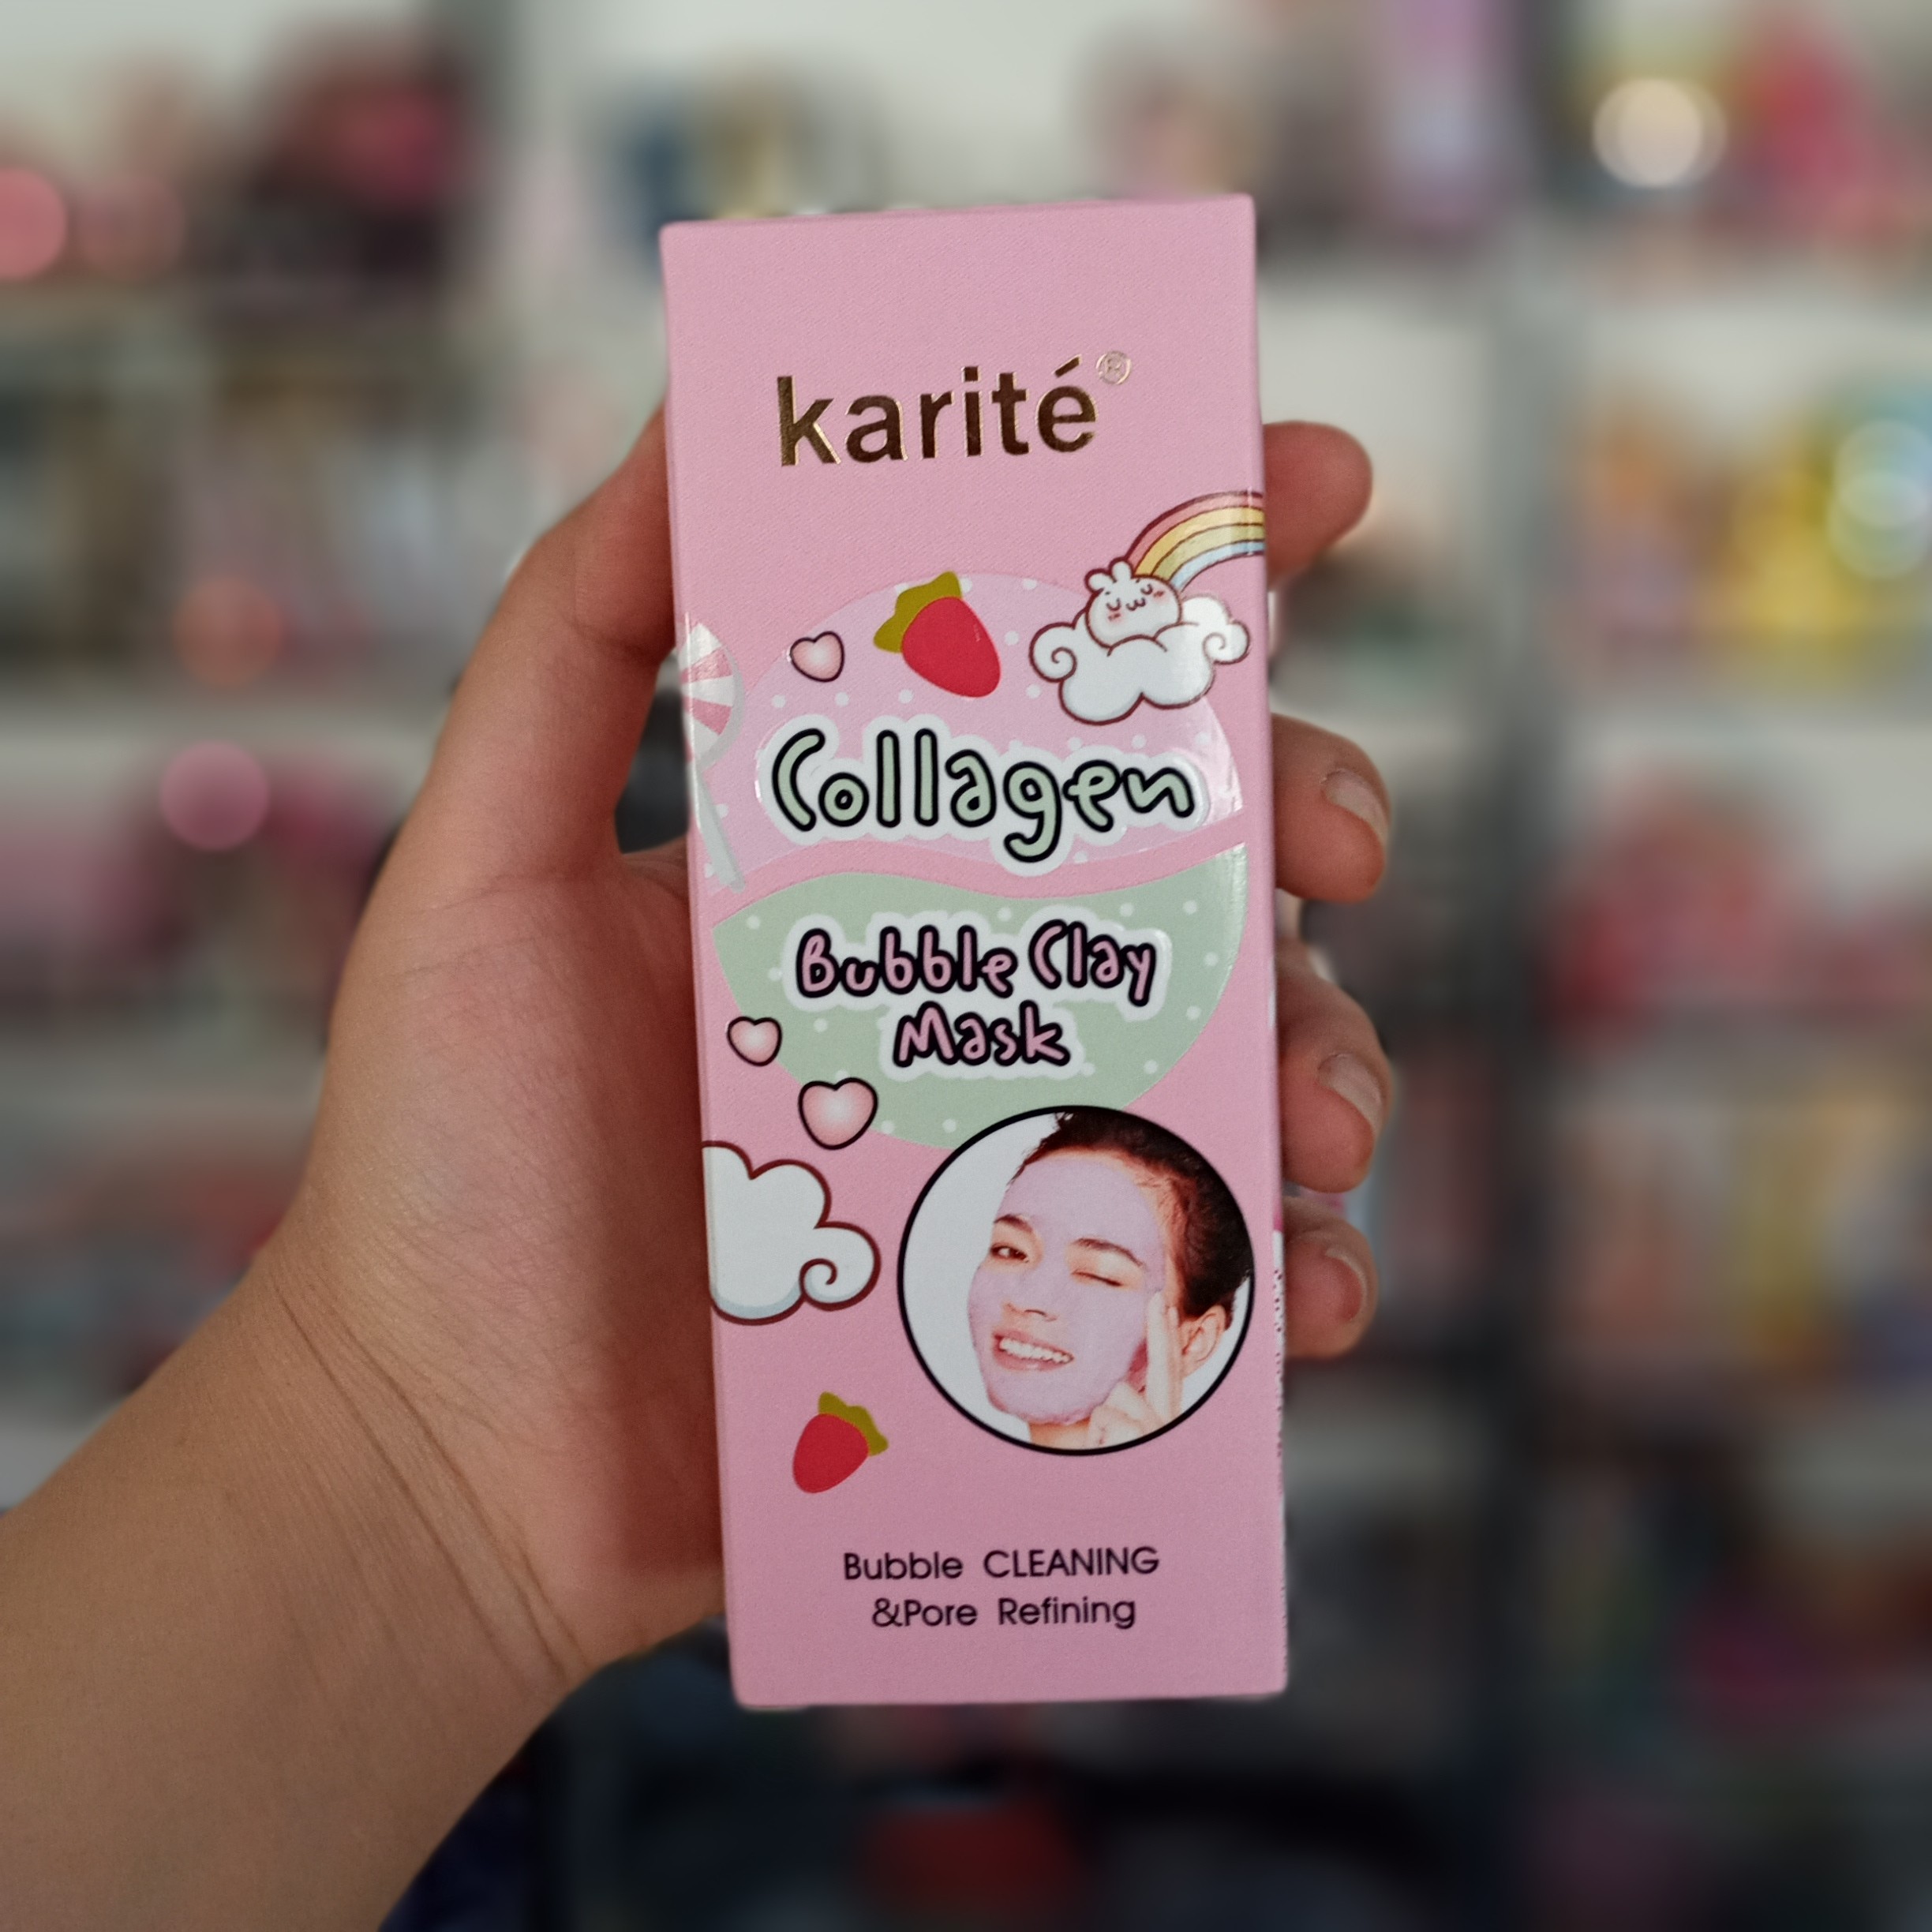 karité®
Collagen
Bubble Clay
Mask
Bubble CLEANING
&Pore Refining